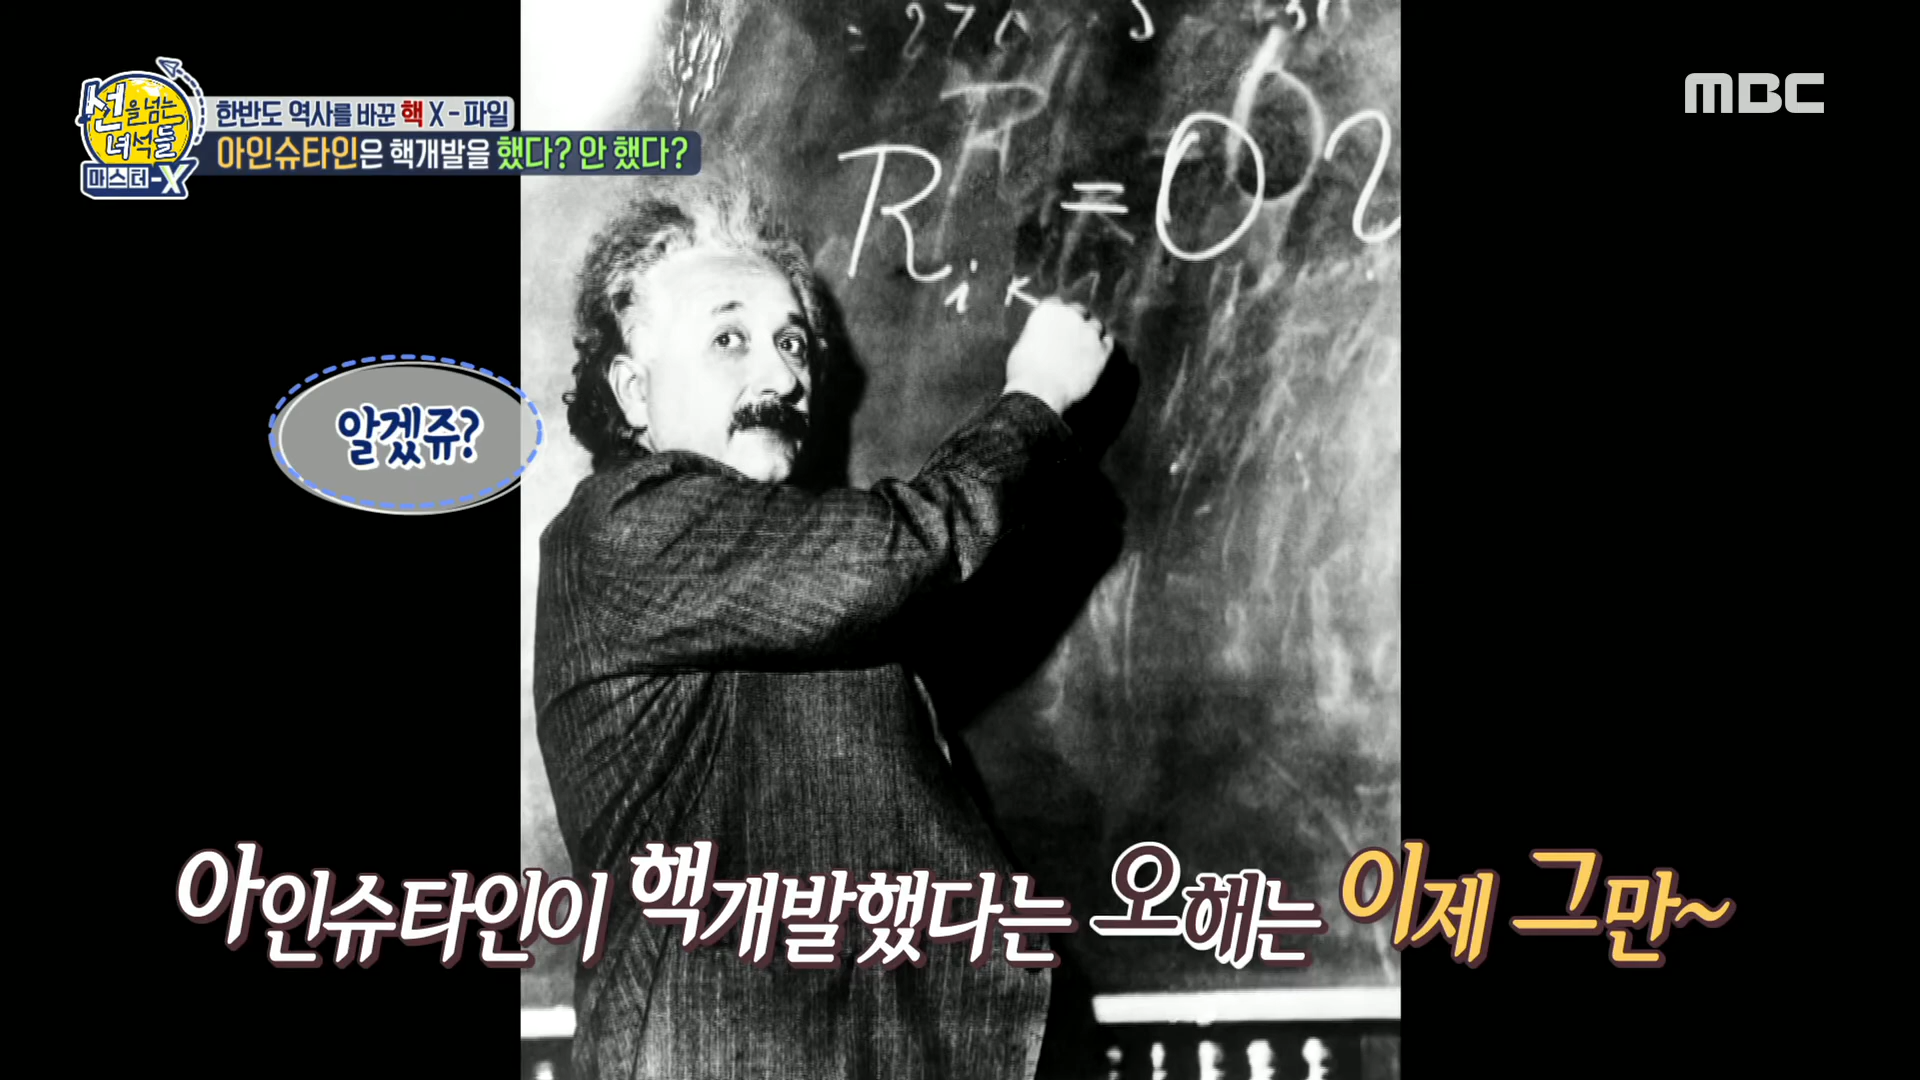 선을 넘는 녀석들
마스터-X
한반도 역사를 바꾼 핵 X-파일
아인슈타인은 핵개발을 했다? 안 했다?
MBC
R i k = 0
알겠쥬?
아인슈타인이 핵개발했다는 오해는 이제 그만~